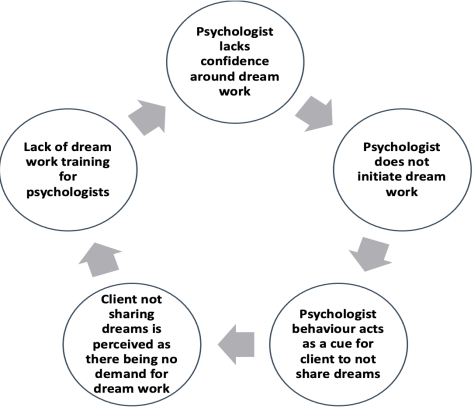 Psychologist
lacks
confidence
around dream
work
Psychologist
does not
initiate dream
work
Psychologist
behaviour acts
as a cue for
client to not
share dreams
Client not
sharing
dreams is
perceived as
there being no
demand for
dream work
Lack of dream
work training
for
psychologists